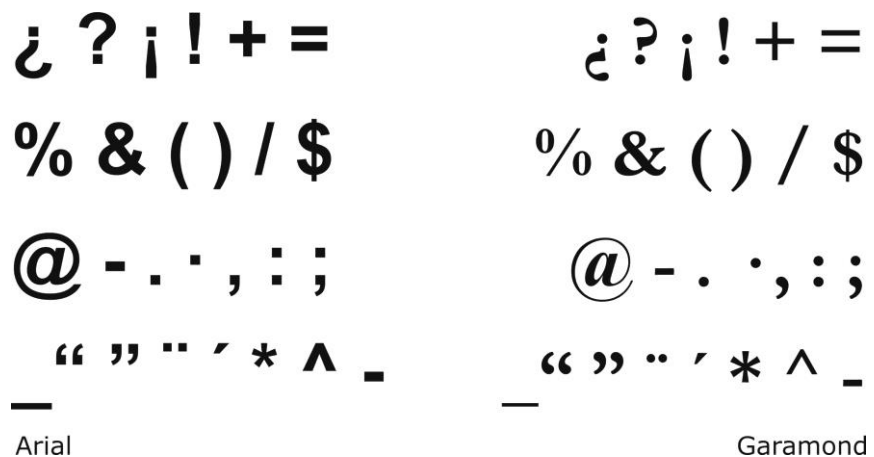 ¿ ? ¡ ! + =
% & ( ) / $
@ - . · , : ;
_ “ ” ¨ ´ * ^ -
Arial
¿ ? ¡ ! + =
% & ( ) / $
@ - . · , : ;
_ “ ” ¨ ´ * ^ -
Garamond